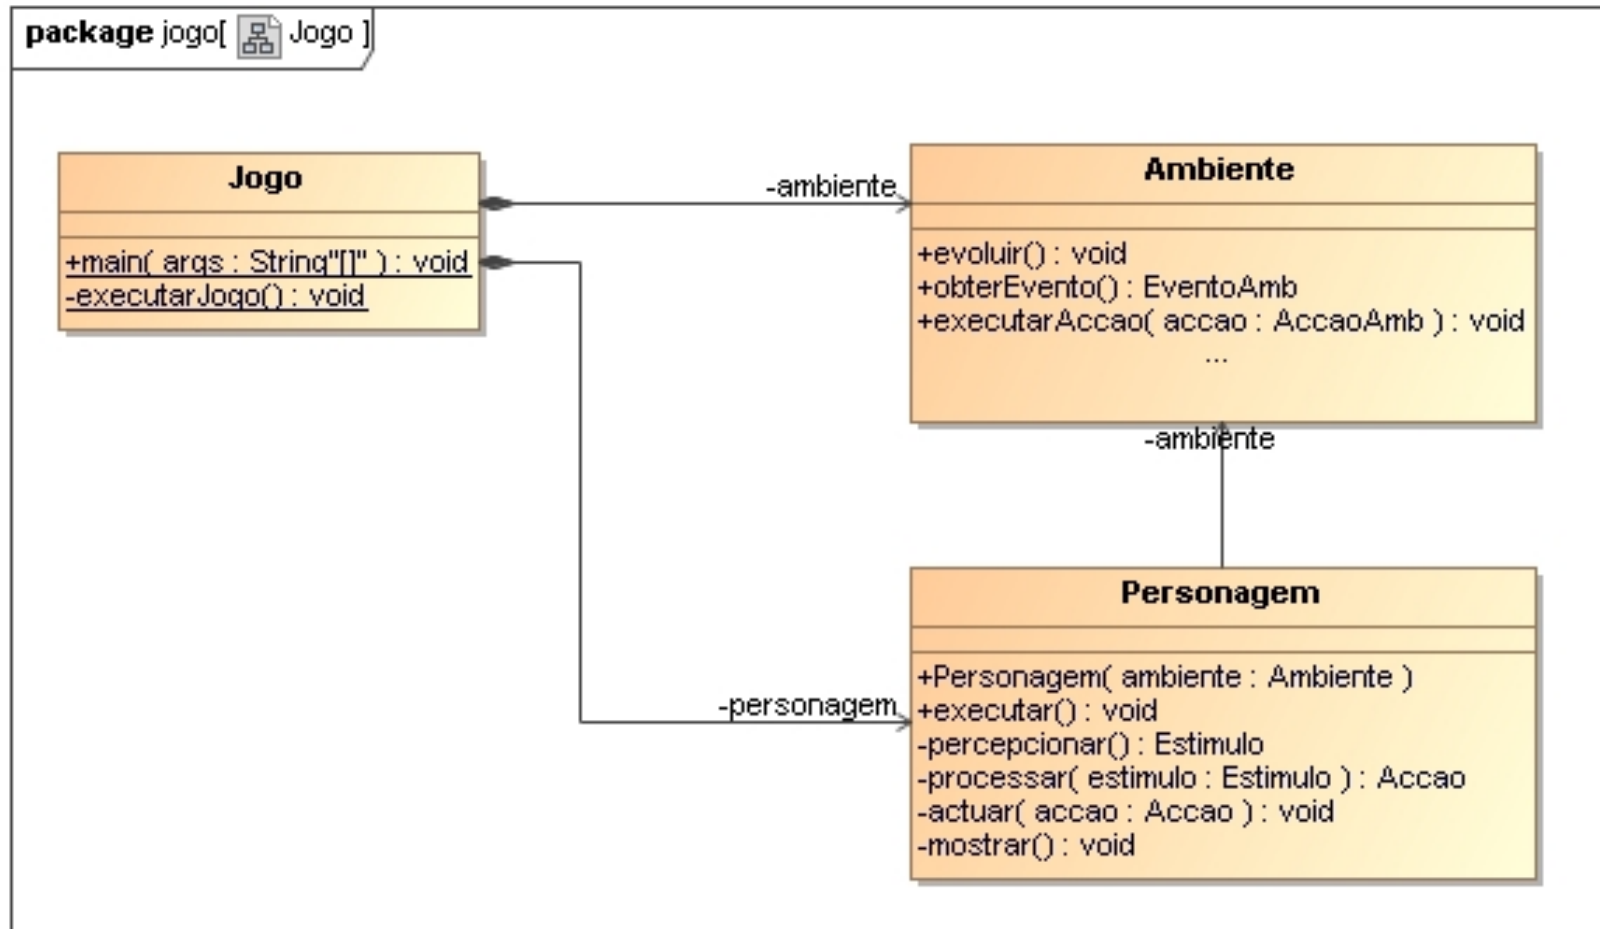 package jogo[ Jogo ]
Jogo
+main( args : String"[]" ) : void
-executarJogo() : void
-ambiente
Ambiente
+evoluir() : void
+obterEvento() : EventoAmb
+executarAccao( accao : AccaoAmb ) : void
...
-ambiente
-personagem
Personagem
+Personagem( ambiente : Ambiente )
+executar() : void
-percepcionar() : Estimulo
-processar( estimulo : Estimulo ) : Accao
-actuar( accao : Accao ) : void
-mostrar() : void